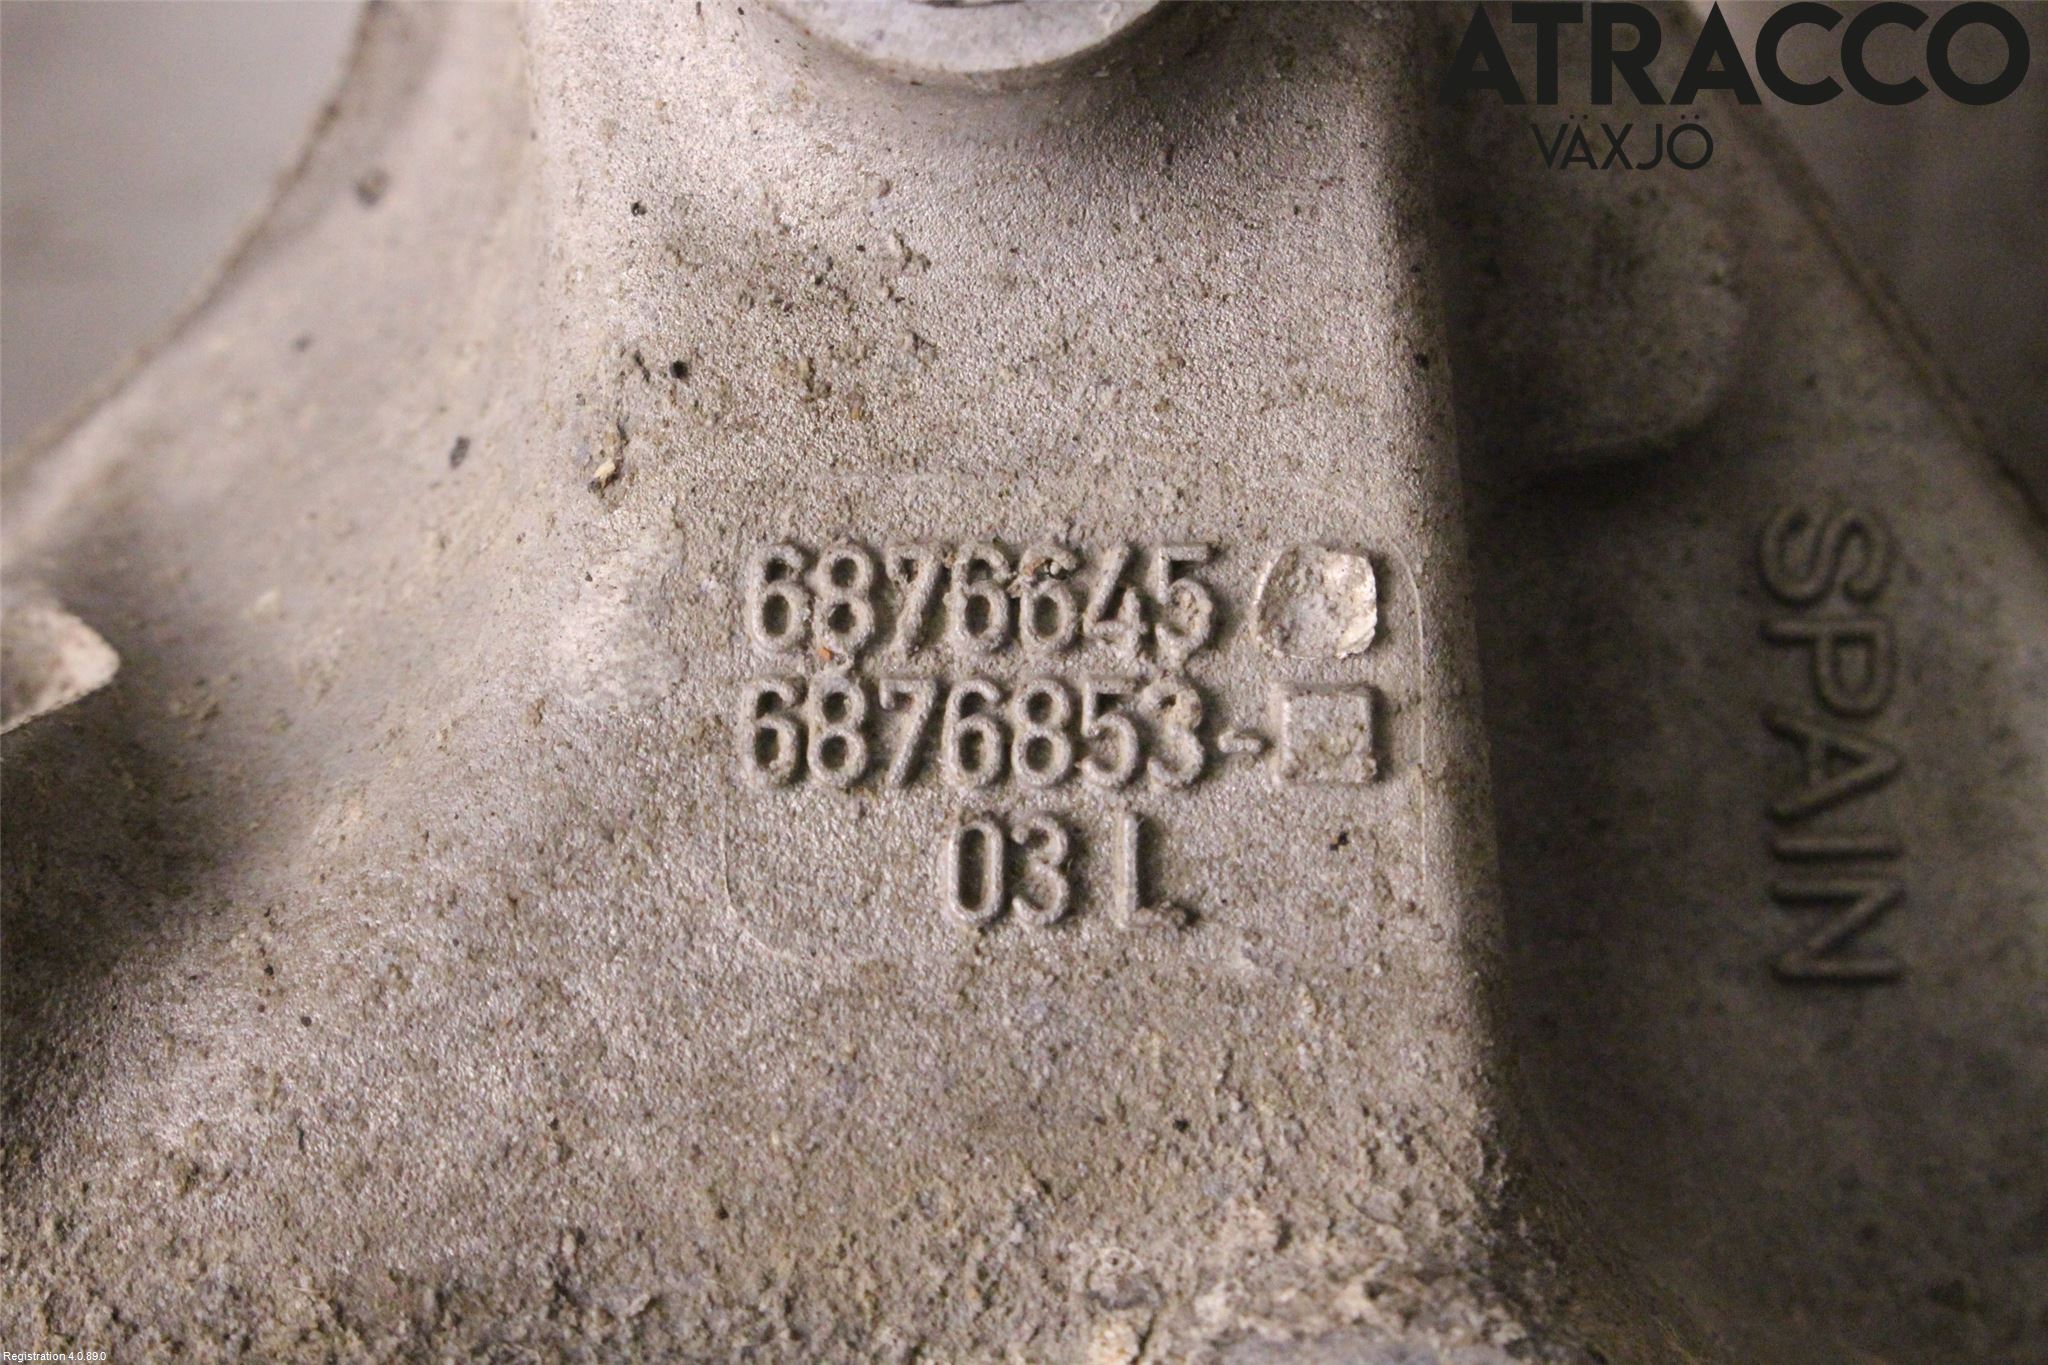 ATRACCO
VÄXJÖ
6876645
6876853-
03 L
SPAIN
Registration 4.0.89.0